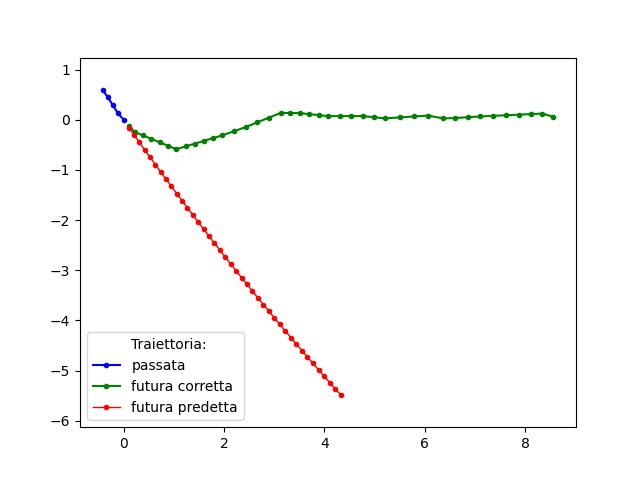 1
0
−1
−2
−3
−4
−5
−6
Traiettoria:
passata
futura corretta
futura predetta
0 2 4 6 8